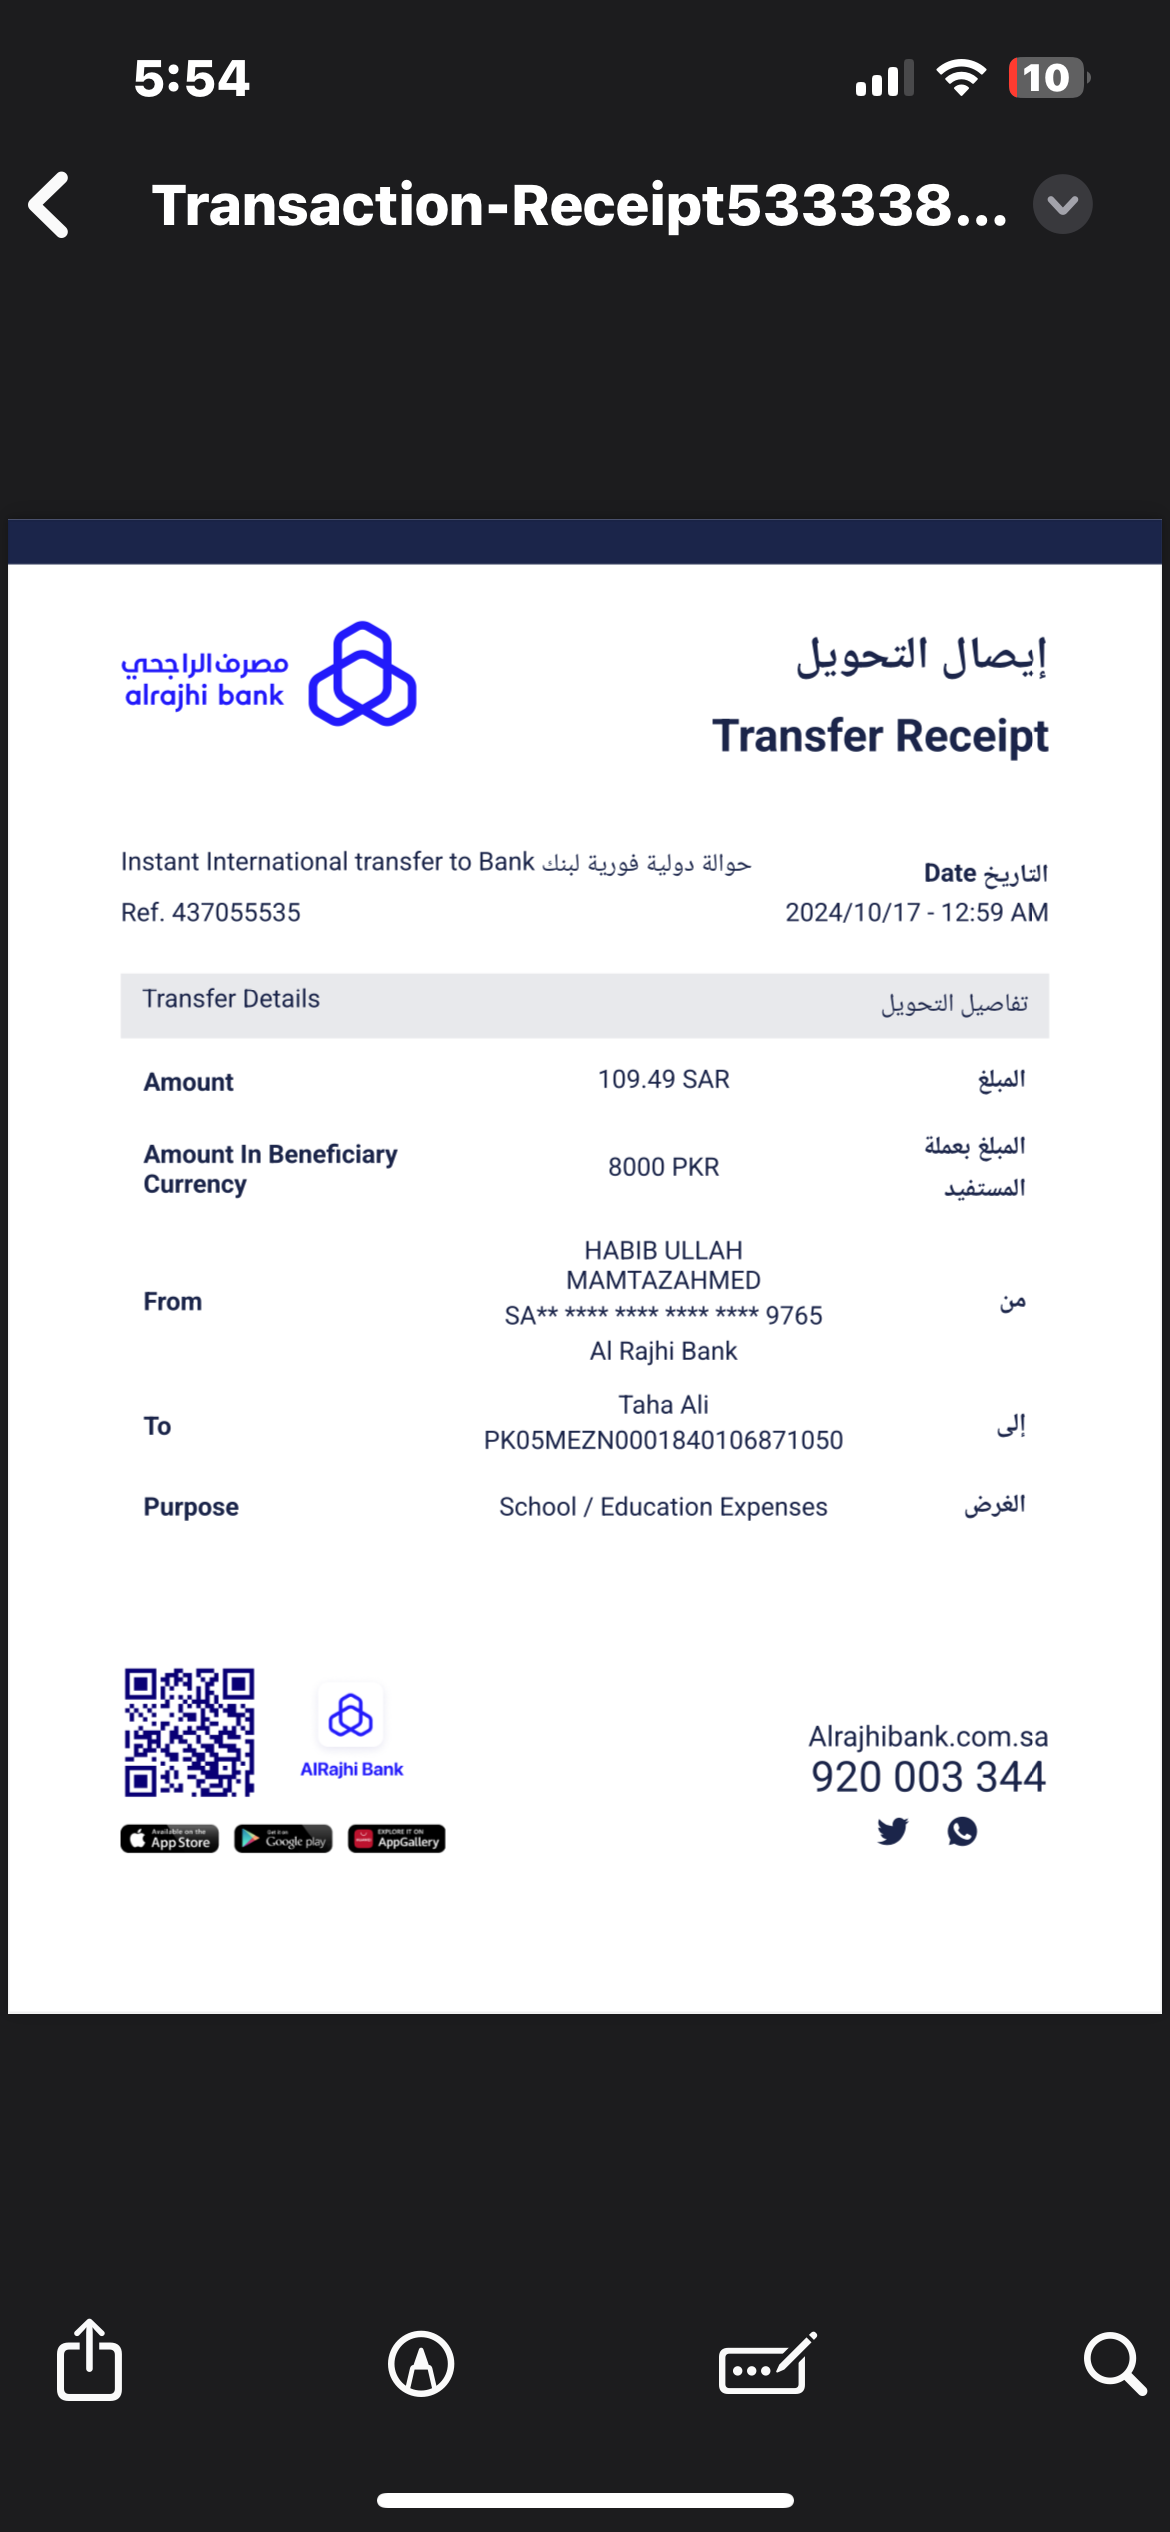 5:54
10
Transaction-Receipt533338...
مصرف الراجحي
alrajhi bank
إيصال التحويل
Transfer Receipt
Instant International transfer to Bank حوالة دولية فورية لبنك
Ref. 437055535
Date التاريخ
2024/10/17 - 12:59 AM
Transfer Details تفاصيل التحويل
Amount 109.49 SAR المبلغ
Amount In Beneficiary
Currency
8000 PKR
المبلغ بعملة
المستفيد
From
HABIB ULLAH
MAMTAZAHMED
SA** **** **** **** **** 9765
Al Rajhi Bank
من
To
Taha Ali
PK05MEZN0001840106871050
إلى
Purpose School / Education Expenses الغرض
AlRajhi Bank
Available on the
App Store
Get it on
Google play
EXPLORE IT ON
AppGallery
Alrajhibank.com.sa
920 003 344